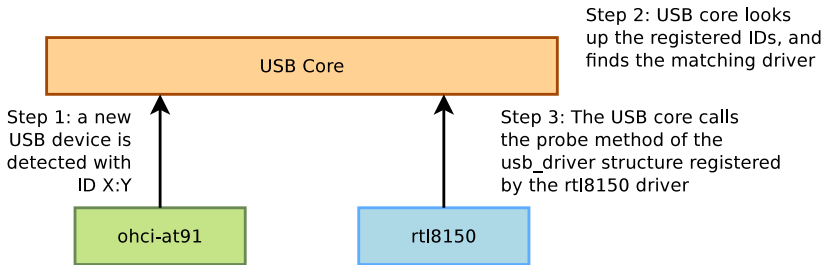 Step 2: USB core looks
up the registered IDs, and
finds the matching driver
USB Core
Step 1: a new
USB device is
detected with
ID X:Y
Step 3: The USB core calls
the probe method of the
usb_driver structure registered
by the rtl8150 driver
ohci-at91
rtl8150